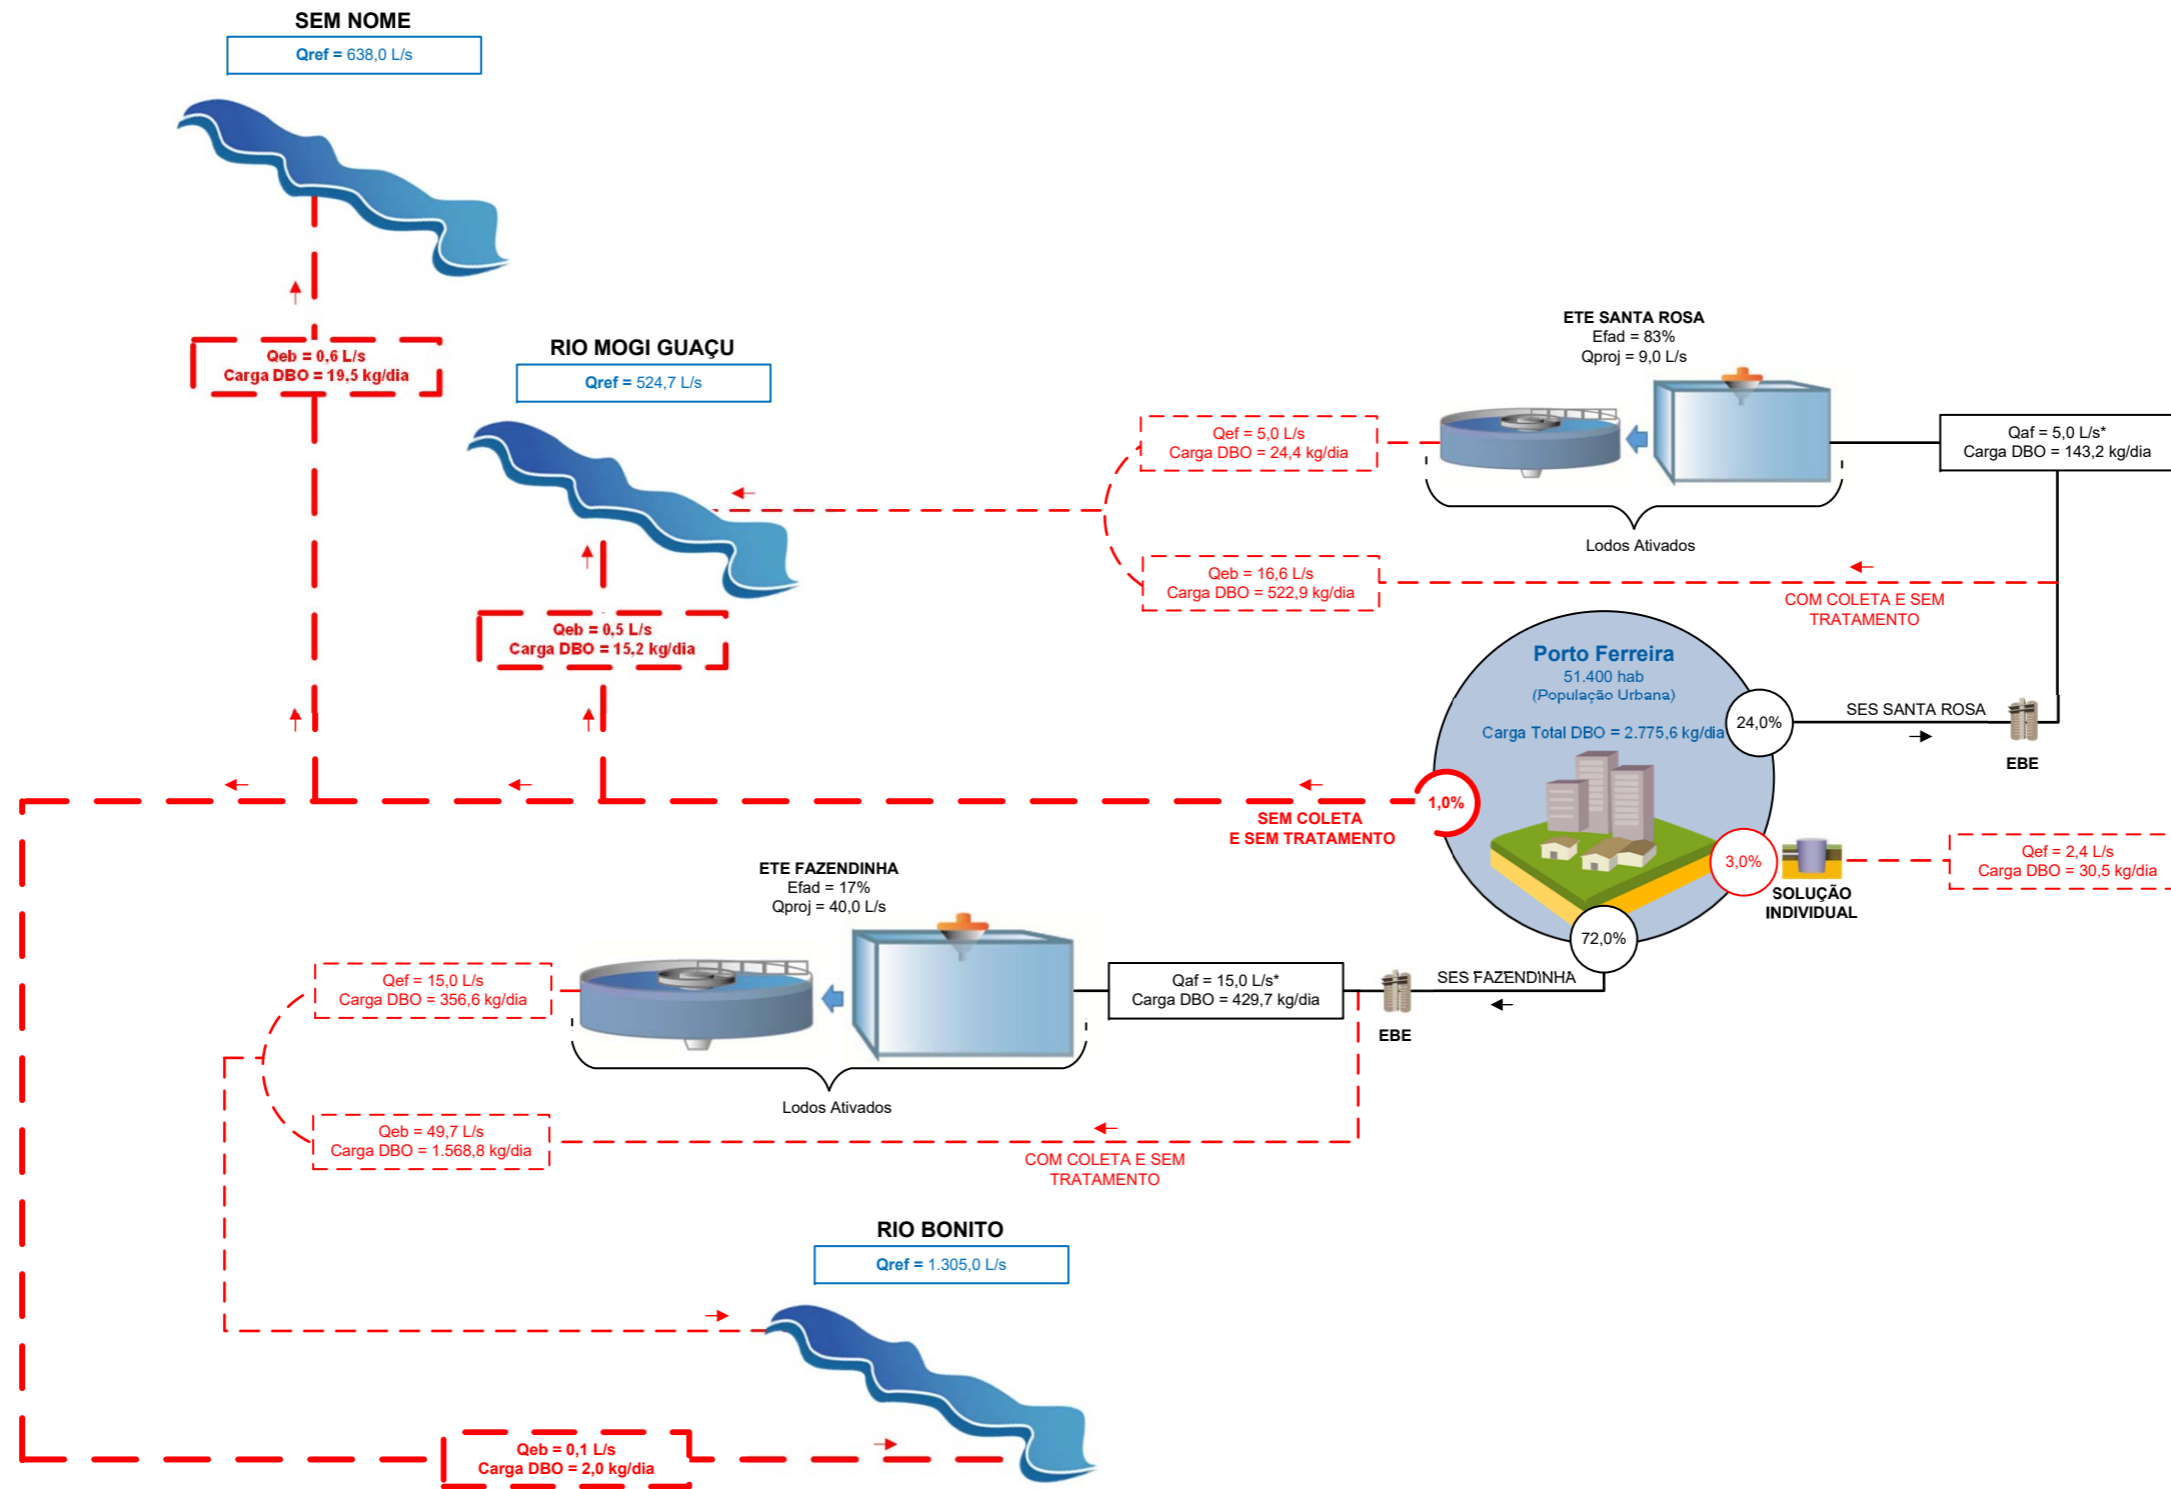 SEM NOME
Qref = 638,0 L/s
Qeb = 0,6 L/s
Carga DBO = 19,5 kg/dia
RIO MOGI GUAÇU
Qref = 524,7 L/s
Qeb = 0,5 L/s
Carga DBO = 15,2 kg/dia
ETE SANTA ROSA
Efad = 83%
Qproj = 9,0 L/s
Qef = 5,0 L/s
Carga DBO = 24,4 kg/dia
Qaf = 5,0 L/s*
Carga DBO = 143,2 kg/dia
Lodos Ativados
Qeb = 16,6 L/s
Carga DBO = 522,9 kg/dia
COM COLETA E SEM
TRATAMENTO
Porto Ferreira
51.400 hab
(População Urbana)
Carga Total DBO = 2.775,6 kg/dia
24,0%
SES SANTA ROSA
EBE
1,0%
SEM COLETA
E SEM TRATAMENTO
3,0%
SOLUÇÃO
INDIVIDUAL
Qef = 2,4 L/s
Carga DBO = 30,5 kg/dia
72,0%
SES FAZENDINHA
EBE
ETE FAZENDINHA
Efad = 17%
Qproj = 40,0 L/s
Qef = 15,0 L/s
Carga DBO = 356,6 kg/dia
Qaf = 15,0 L/s*
Carga DBO = 429,7 kg/dia
Lodos Ativados
Qeb = 49,7 L/s
Carga DBO = 1.568,8 kg/dia
COM COLETA E SEM
TRATAMENTO
RIO BONITO
Qref = 1.305,0 L/s
Qeb = 0,1 L/s
Carga DBO = 2,0 kg/dia